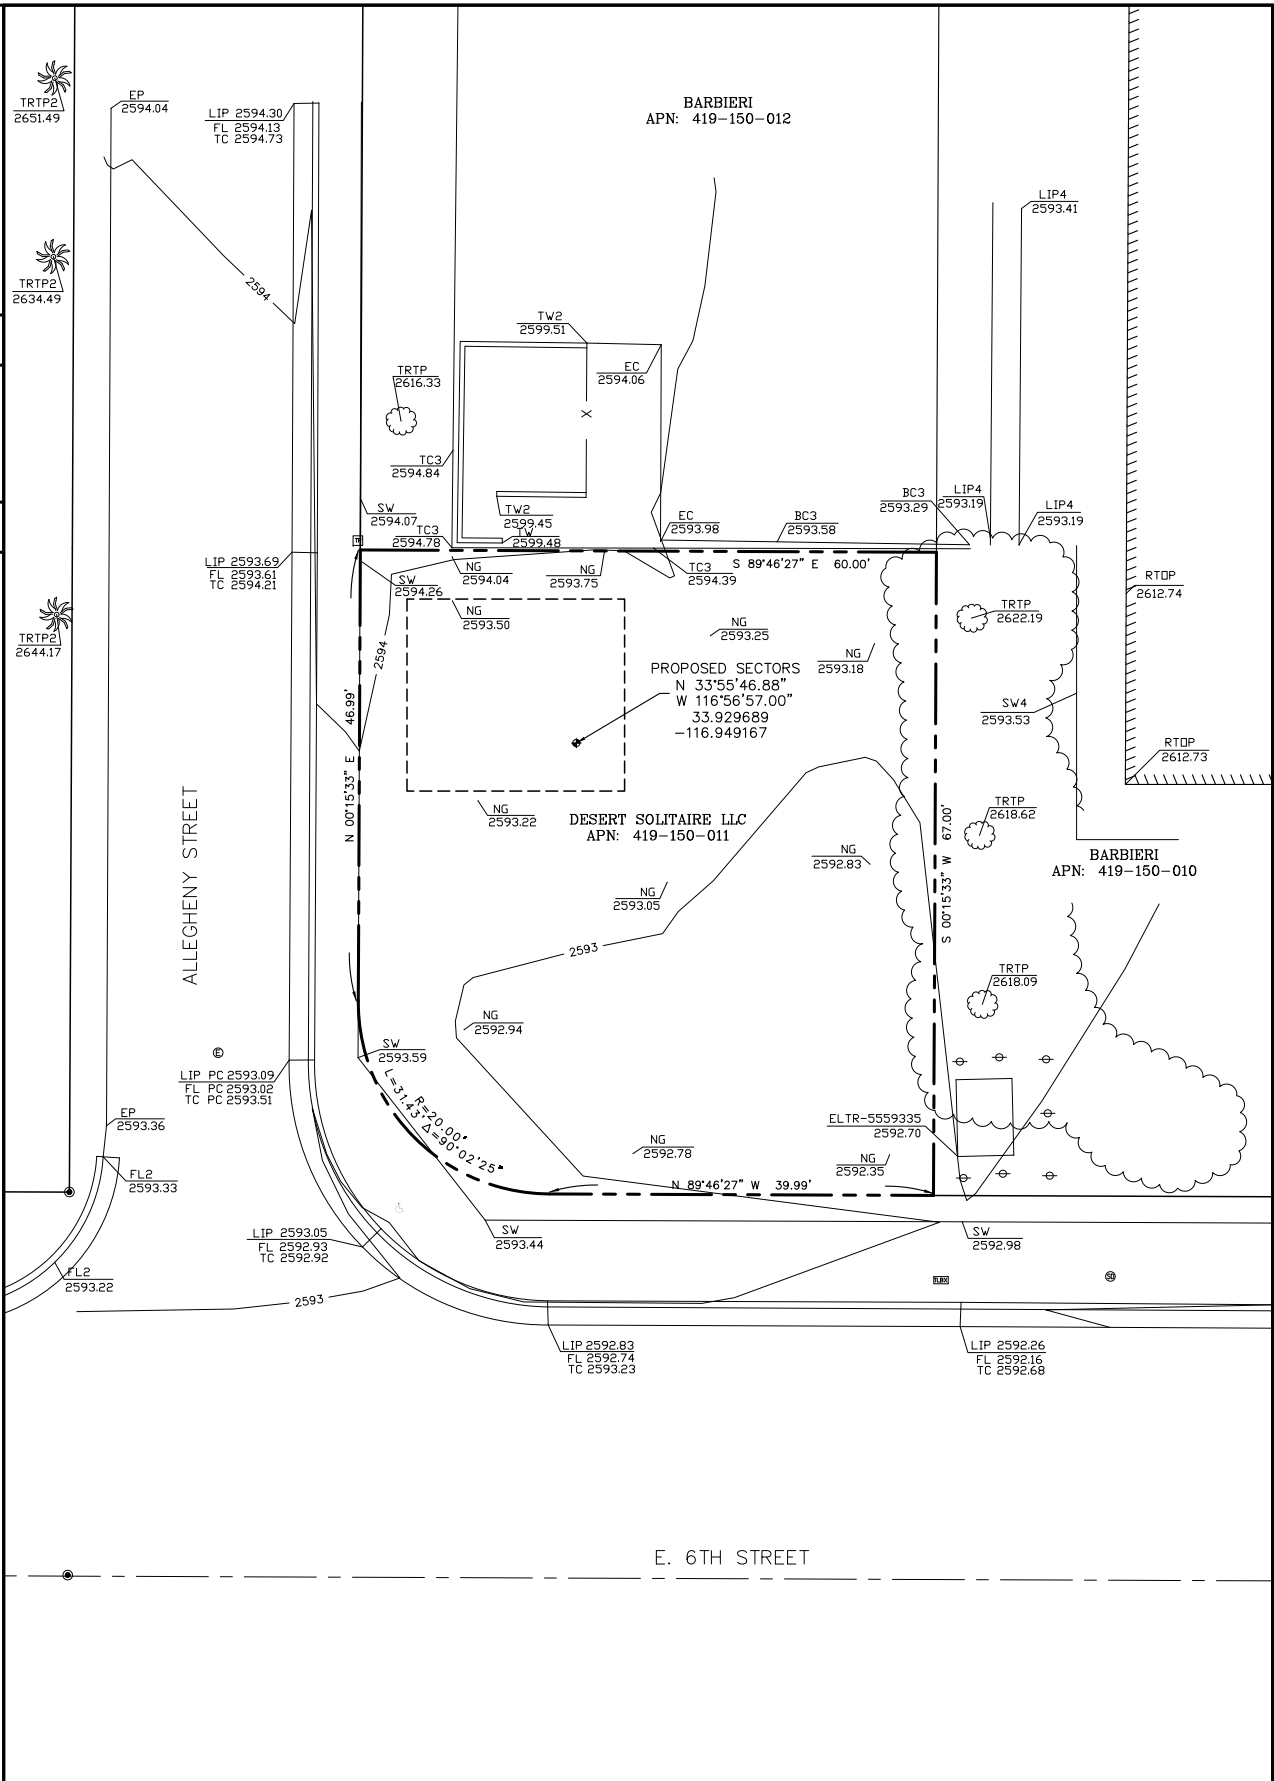 TRTP2
2651.49
EP
2594.04
LIP 2594.30
FL 2594.13
TC 2594.73
BARBIERI
APN: 419-150-012
LIP4
2593.41
TRTP2
2634.49
2594
TW2
2599.51
EC
2594.06
TRTP
2616.33
TC3
2594.84
SW
2594.07
TC3
2594.78
TW2
2599.45
TW
2599.48
EC
2593.98
BC3
2593.58
BC3
2593.29
LIP4
2593.19
LIP4
2593.19
LIP 2593.69
FL 2593.61
TC 2594.21
SW
2594.26
NG
2594.04
NG
2593.75
TC3
2594.39
S 89°46'27" E 60.00'
RTOP
2612.74
TRTP2
2644.17
NG
2593.50
NG
2593.25
NG
2593.18
TRTP
2622.19
2594
PROPOSED SECTORS
N 33°55'46.88"
W 116°56'57.00"
33.929689
-116.949167
SW4
2593.53
RTOP
2612.73
N 00°15'33" E 46.99'
NG
2593.22
DESERT SOLITAIRE LLC
APN: 419-150-011
TRTP
2618.62
ALLEGHENY STREET
NG
2592.83
S 00°15'33" W 67.00'
BARBIERI
APN: 419-150-010
NG
2593.05
2593
TRTP
2618.09
NG
2592.94
E
SW
2593.59
LIP PC 2593.09
FL PC 2593.02
TC PC 2593.51
R=20.00'
L=31.43' Δ=90°02'25"
EP
2593.36
ELTR-5559335
2592.70
NG
2592.78
NG
2592.35
FL2
2593.33
N 89°46'27" W 39.99'
LIP 2593.05
FL 2592.93
TC 2592.92
SW
2593.44
SW
2592.98
FL2
2593.22
TLBX
SD
2593
LIP 2592.83
FL 2592.74
TC 2593.23
LIP 2592.26
FL 2592.16
TC 2592.68
E. 6TH STREET